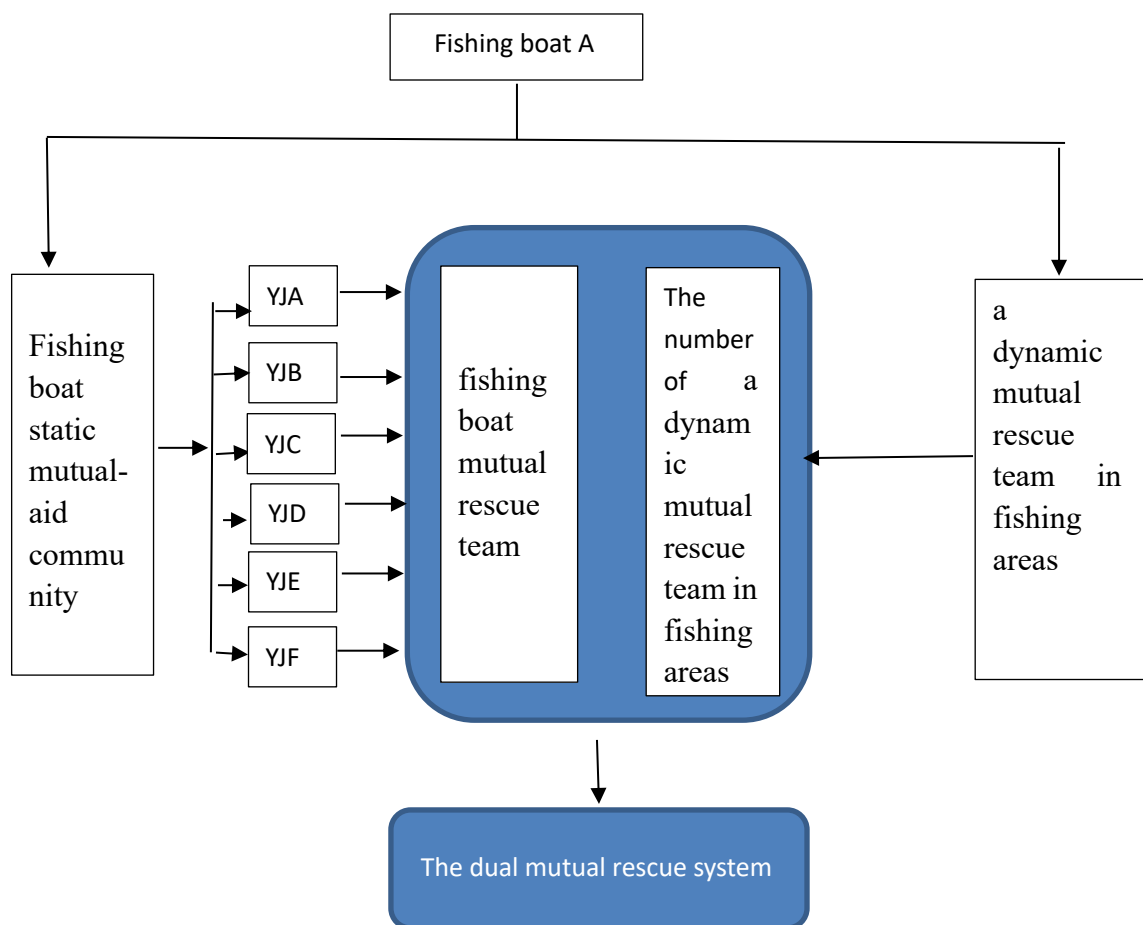 Fishing boat A
Fishing
boat
static
mutual-
aid
commu
nity
YJA
YJB
YJC
YJD
YJE
YJF
fishing
boat
mutual
rescue
team
The
number
of a
dynam
ic
mutual
rescue
team in
fishing
areas
a
dynamic
mutual
rescue
team in
fishing
areas
The dual mutual rescue system